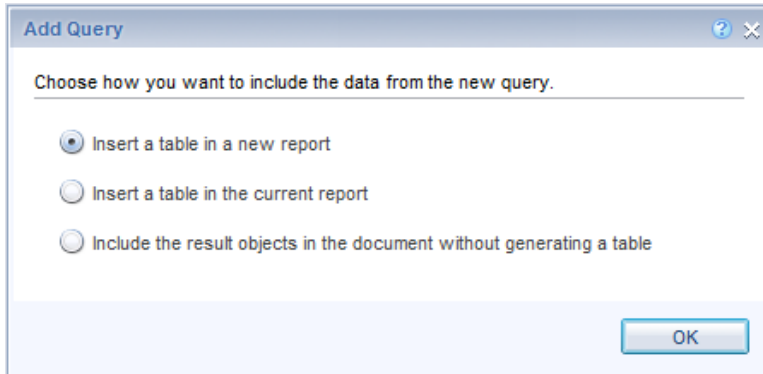 Add Query
Choose how you want to include the data from the new query.
Insert a table in a new report
Insert a table in the current report
Include the result objects in the document without generating a table
OK